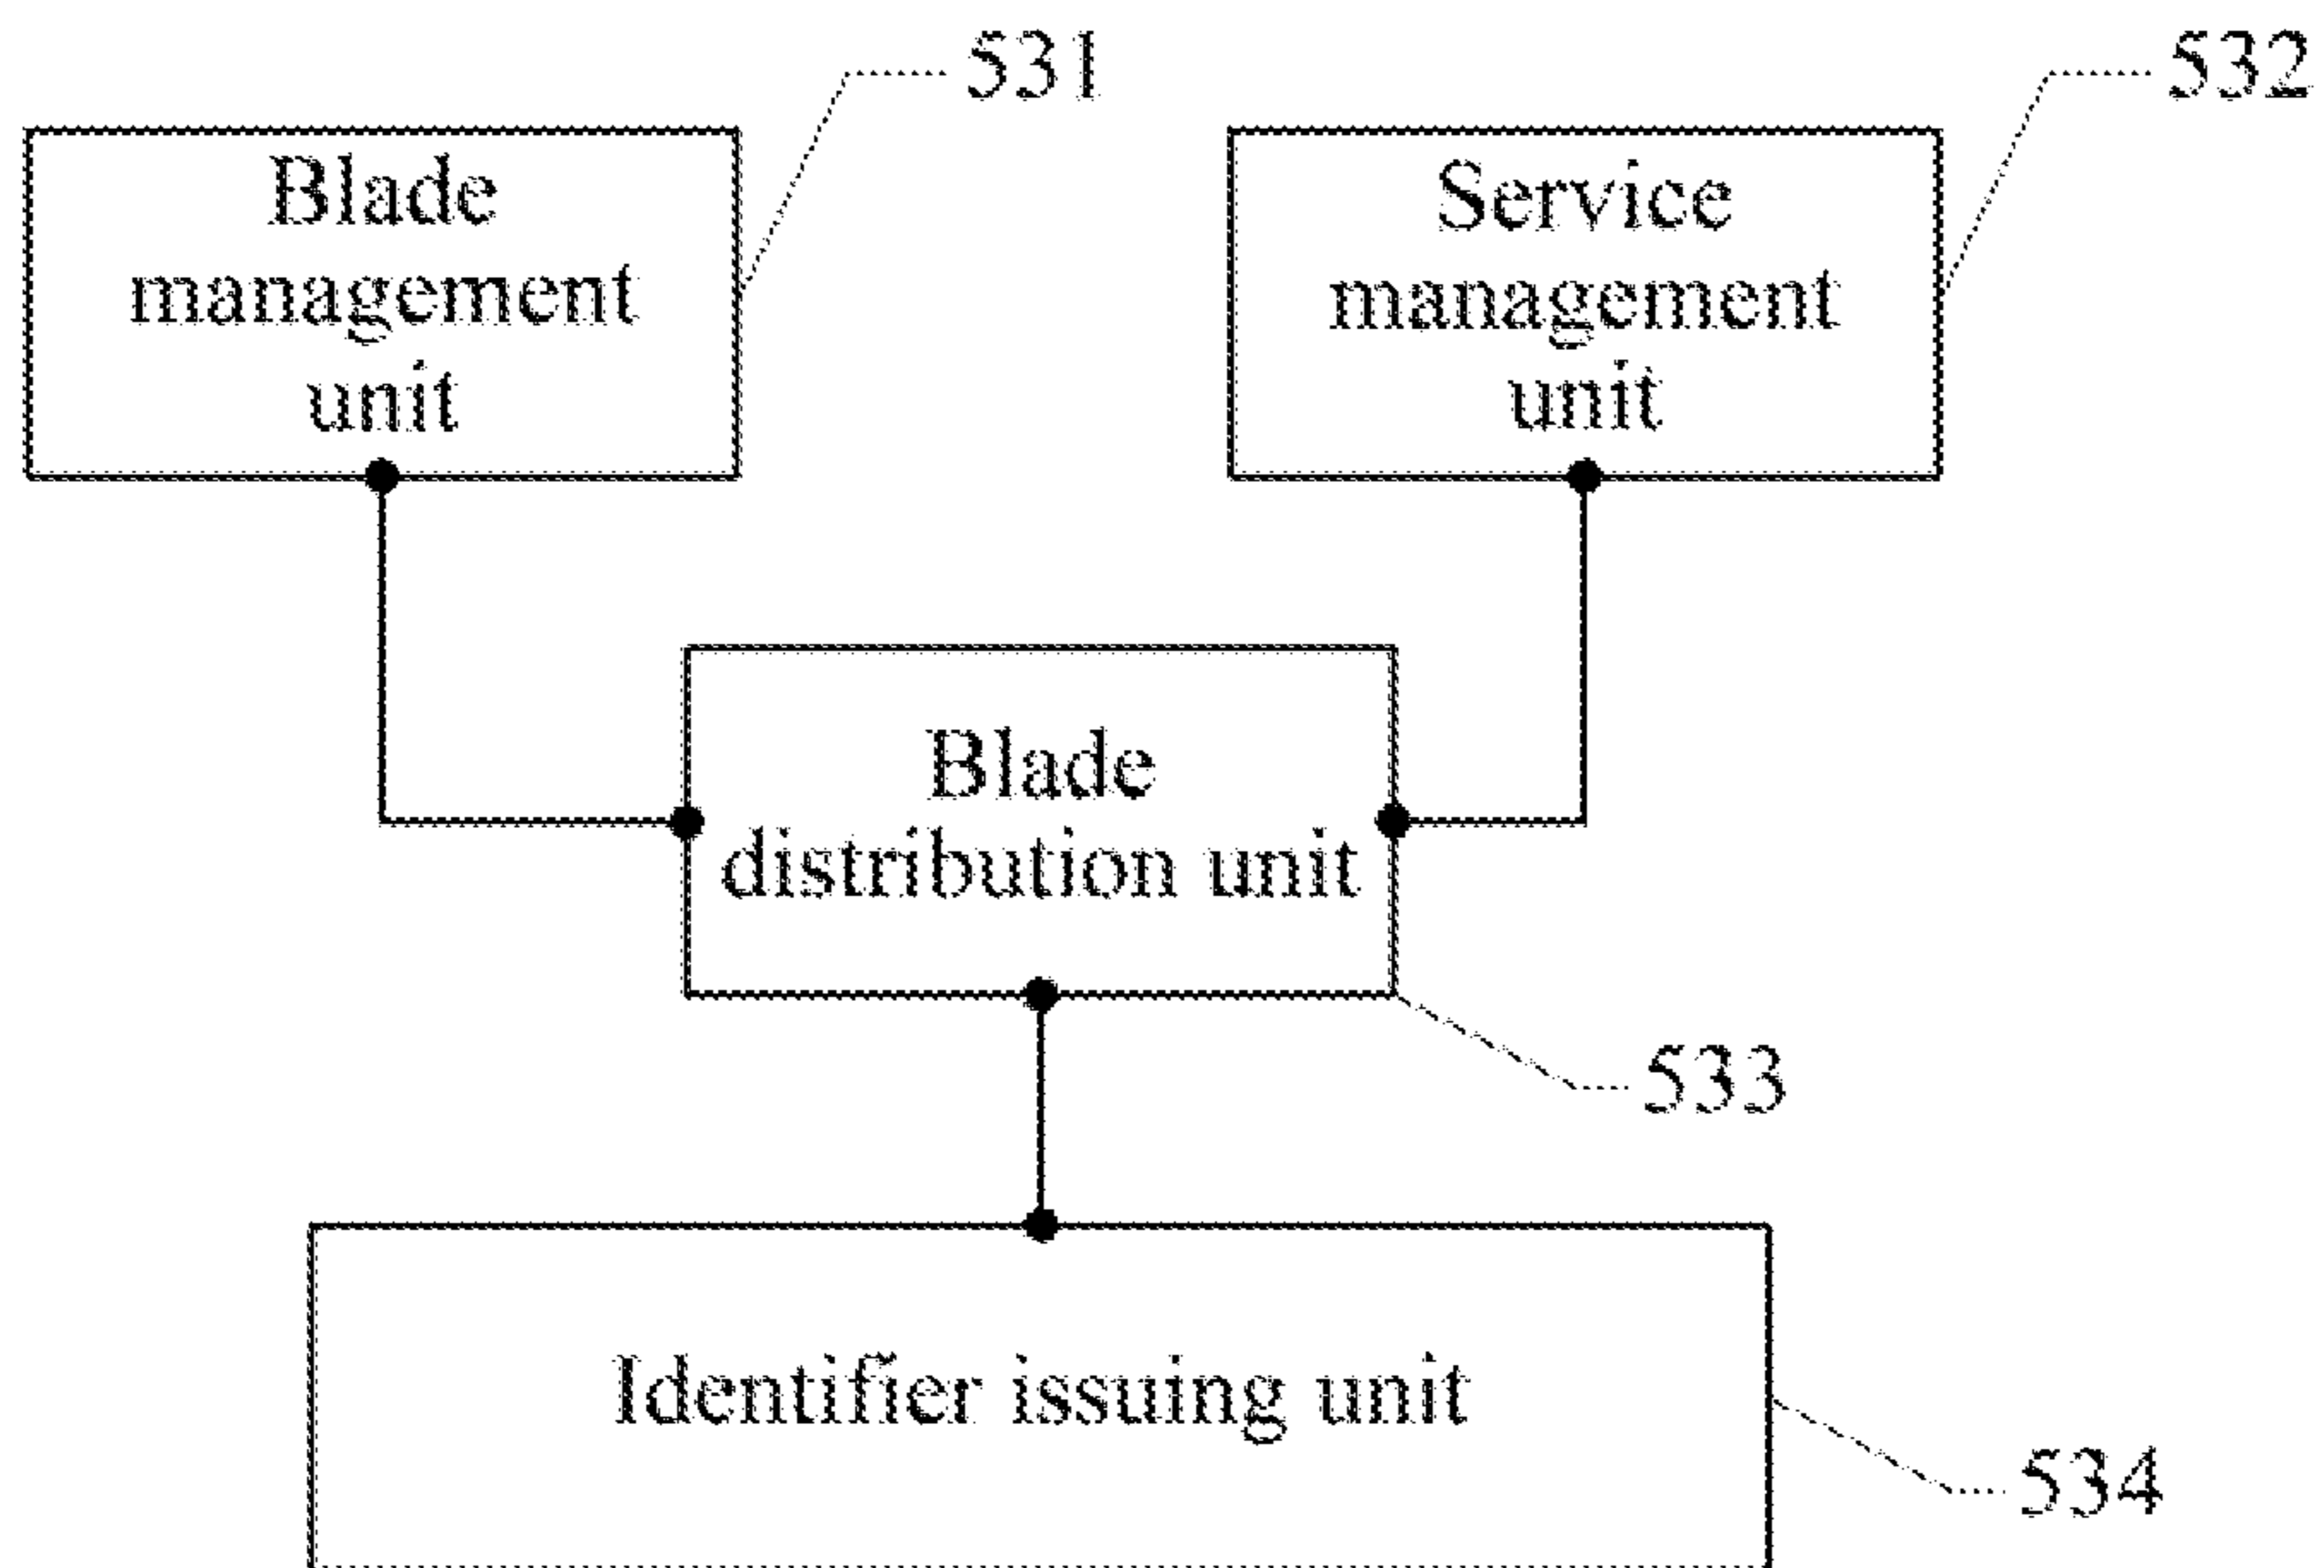 531
532
Blade
management
unit
Service
management
unit
Blade
distribution unit
533
Identifier issuing unit
534